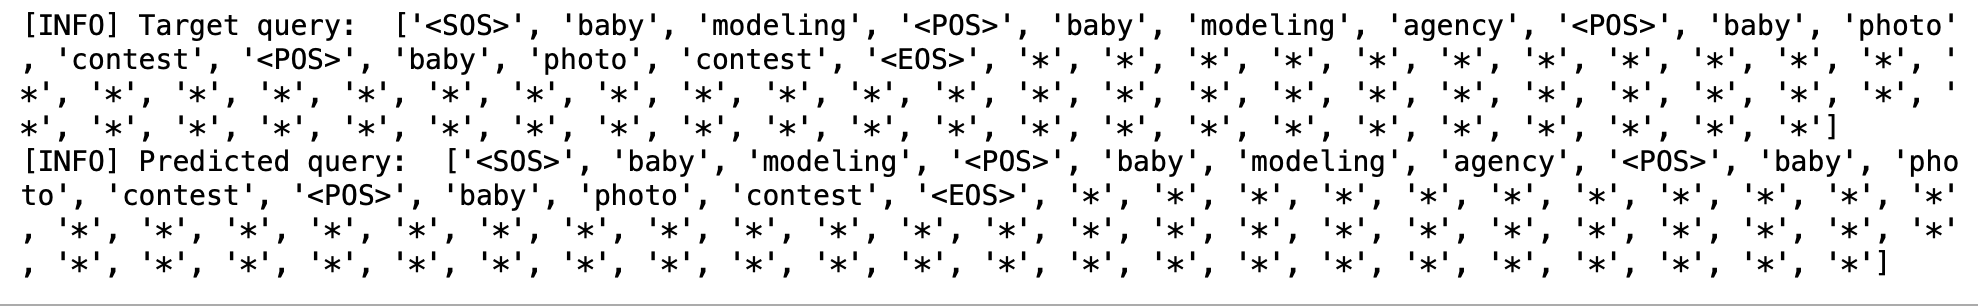 [INFO] Target query:  ['<SOS>', 'baby', 'modeling', '<POS>', 'baby', 'modeling', 'agency', '<POS>', 'baby', 'photo'
, 'contest', '<POS>', 'baby', 'photo', 'contest', '<EOS>', '*', '*', '*', '*', '*', '*', '*', '*', '*', '*', '*', '
*', '*', '*', '*', '*', '*', '*', '*', '*', '*', '*', '*', '*', '*', '*', '*', '*', '*', '*', '*', '*', '*', '*', '
*', '*', '*', '*', '*', '*', '*', '*', '*', '*', '*', '*', '*', '*', '*', '*', '*', '*', '*', '*', '*', '*']
[INFO] Predicted query:  ['<SOS>', 'baby', 'modeling', '<POS>', 'baby', 'modeling', 'agency', '<POS>', 'baby', 'pho
to', 'contest', '<POS>', 'baby', 'photo', 'contest', '<EOS>', '*', '*', '*', '*', '*', '*', '*', '*', '*', '*', '*'
, '*', '*', '*', '*', '*', '*', '*', '*', '*', '*', '*', '*', '*', '*', '*', '*', '*', '*', '*', '*', '*', '*', '*'
, '*', '*', '*', '*', '*', '*', '*', '*', '*', '*', '*', '*', '*', '*', '*', '*', '*', '*', '*', '*', '*', '*']